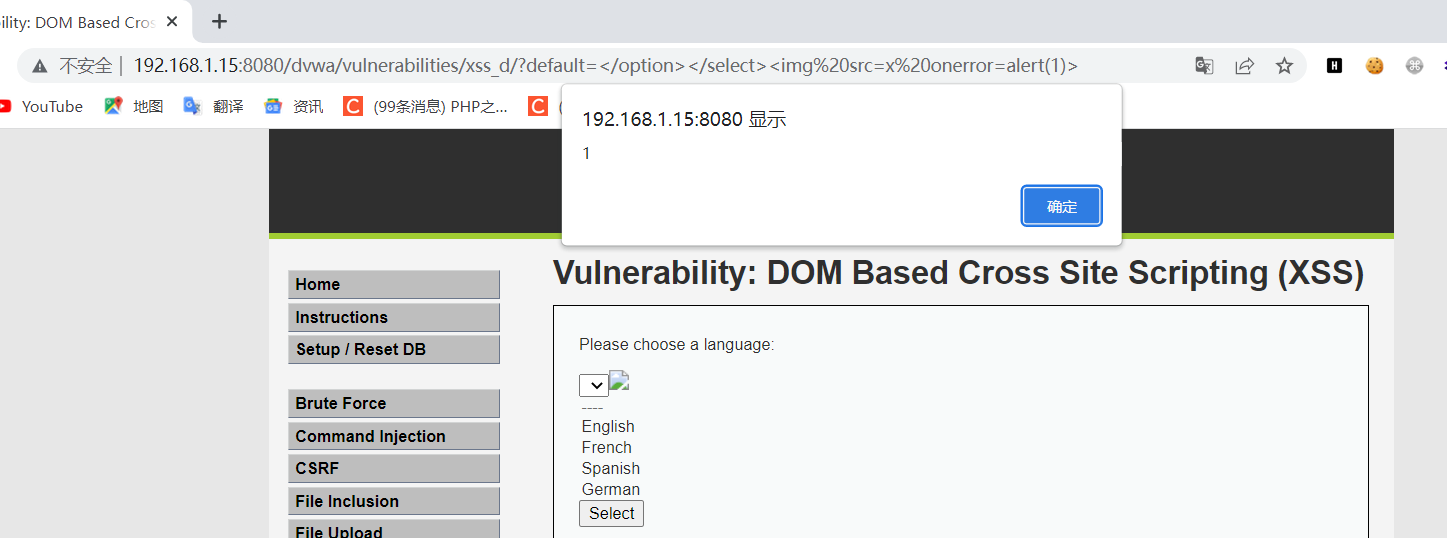 ility: DOM Based Cros
不安全 | 192.168.1.15:8080/dvwa/vulnerabilities/xss_d/?default=</option></select><img%20src=x%20onerror=alert(1)>
YouTube 地图 翻译 资讯 (99条消息) PHP之...
192.168.1.15:8080 显示
1
确定
Vulnerability: DOM Based Cross Site Scripting (XSS)
Home
Instructions
Setup / Reset DB
Brute Force
Command Injection
CSRF
File Inclusion
File Upload
Please choose a language:
----
English
French
Spanish
German
Select